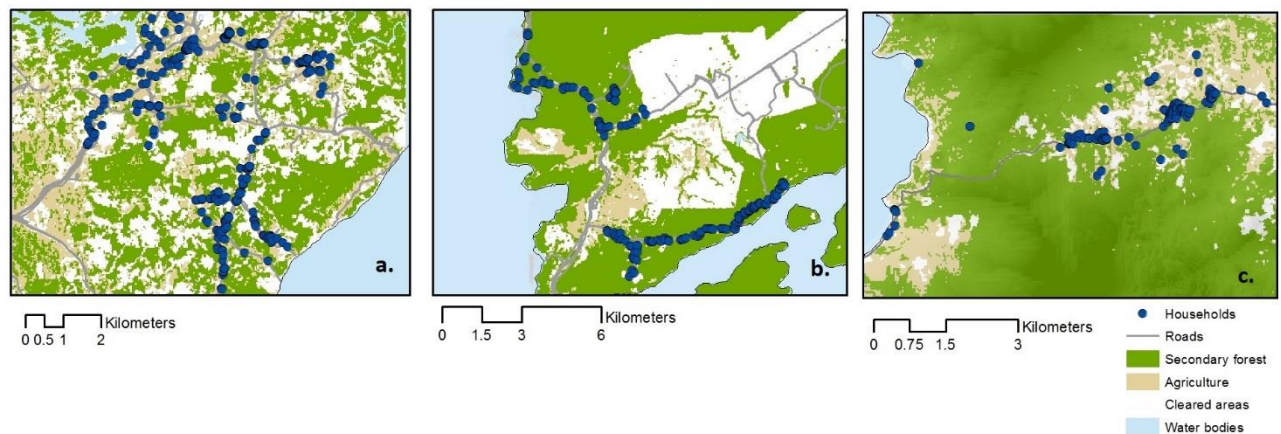 a.
b.
c.
Kilometers
0 0.5 1 2
Kilometers
0 1.5 3 6
Kilometers
0 0.75 1.5 3
Households
Roads
Secondary forest
Agriculture
Cleared areas
Water bodies